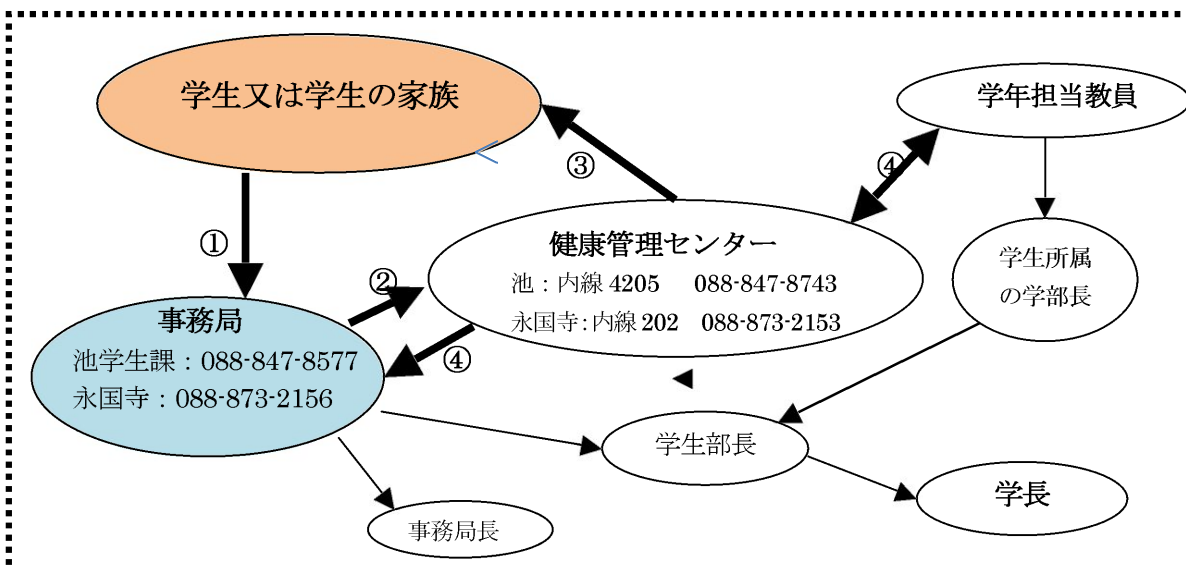 学生又は学生の家族
学年担当教員
③
④
①
健康管理センター
池：内線 4205 088-847-8743
永国寺：内線 202 088-873-2153
学生所属
の学部長
②
事務局
池学生課：088-847-8577
永国寺：088-873-2156
④
学生部長
学長
事務局長